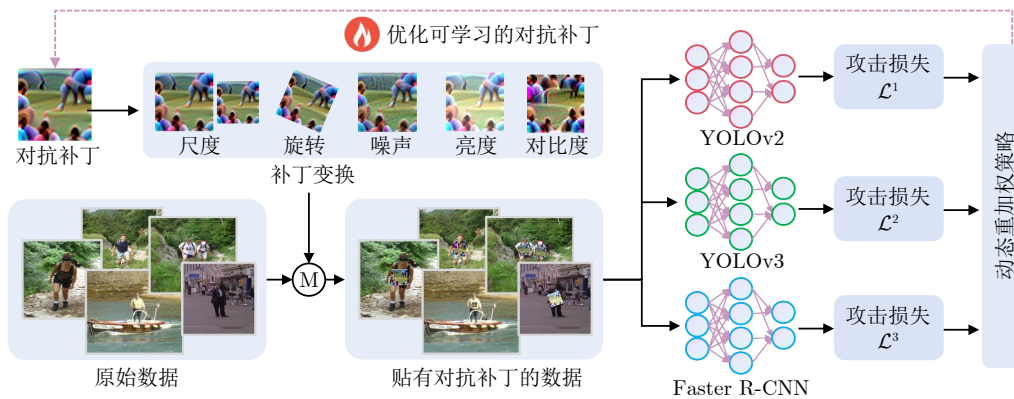 优化可学习的对抗补丁
对抗补丁
尺度
旋转
噪声
亮度
对比度
补丁变换
原始数据
M
贴有对抗补丁的数据
YOLOv2
YOLOv3
Faster R-CNN
攻击损失
ℒ¹
攻击损失
ℒ²
攻击损失
ℒ³
动态重加权策略